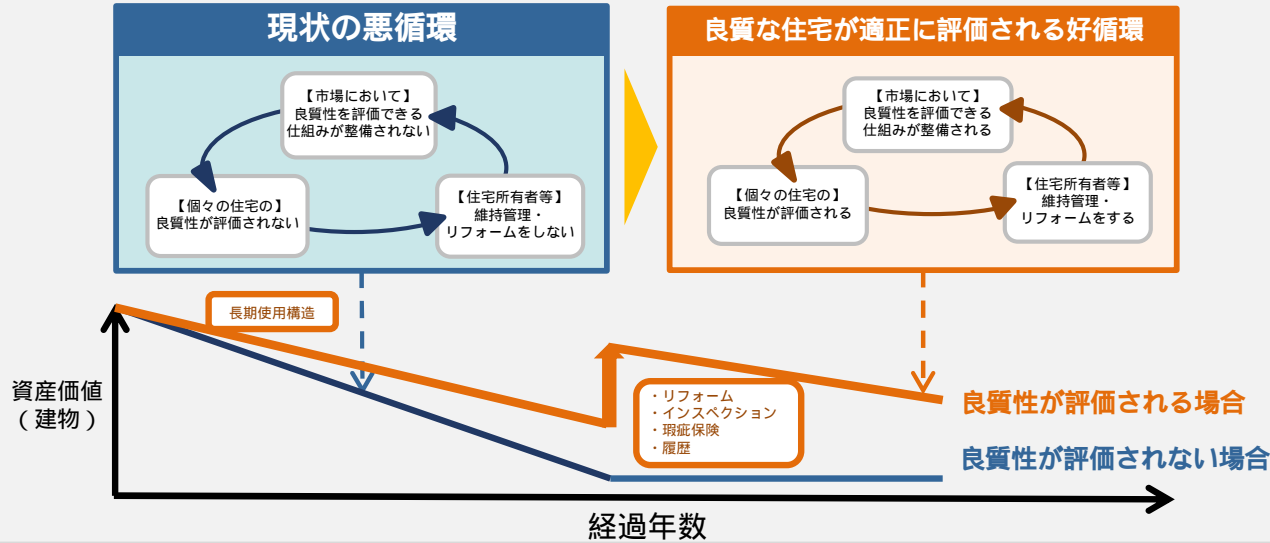 現状の悪循環
【市場において】
良質性を評価できる
仕組みが整備されない
【個々の住宅の】
良質性が評価されない
【住宅所有者等】
維持管理・
リフォームをしない
良質な住宅が適正に評価される好循環
【市場において】
良質性を評価できる
仕組みが整備される
【個々の住宅の】
良質性が評価される
【住宅所有者等】
維持管理・
リフォームをする
長期使用構造
資産価値
（建物）
・リフォーム
・インスペクション
・瑕疵保険
・履歴
良質性が評価される場合
良質性が評価されない場合
経過年数